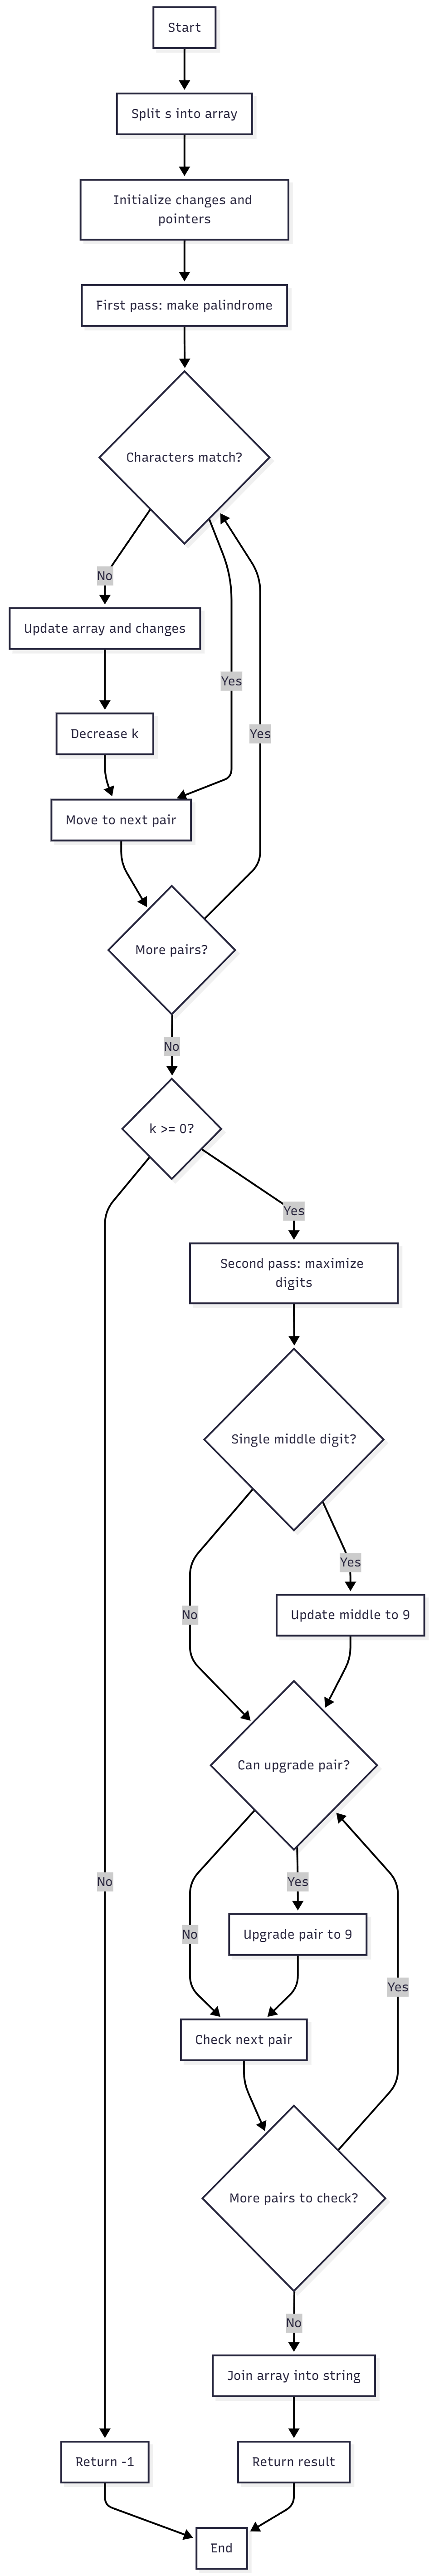 Start
Split s into array
Initialize changes and
pointers
First pass: make palindrome
Characters match?
No
Update array and changes
Yes
Decrease k
Yes
Move to next pair
More pairs?
No
k >= 0?
Yes
Second pass: maximize
digits
Single middle digit?
Yes
No
Update middle to 9
Can upgrade pair?
No
Yes
No
Upgrade pair to 9
Yes
Check next pair
More pairs to check?
No
Join array into string
Return -1
Return result
End